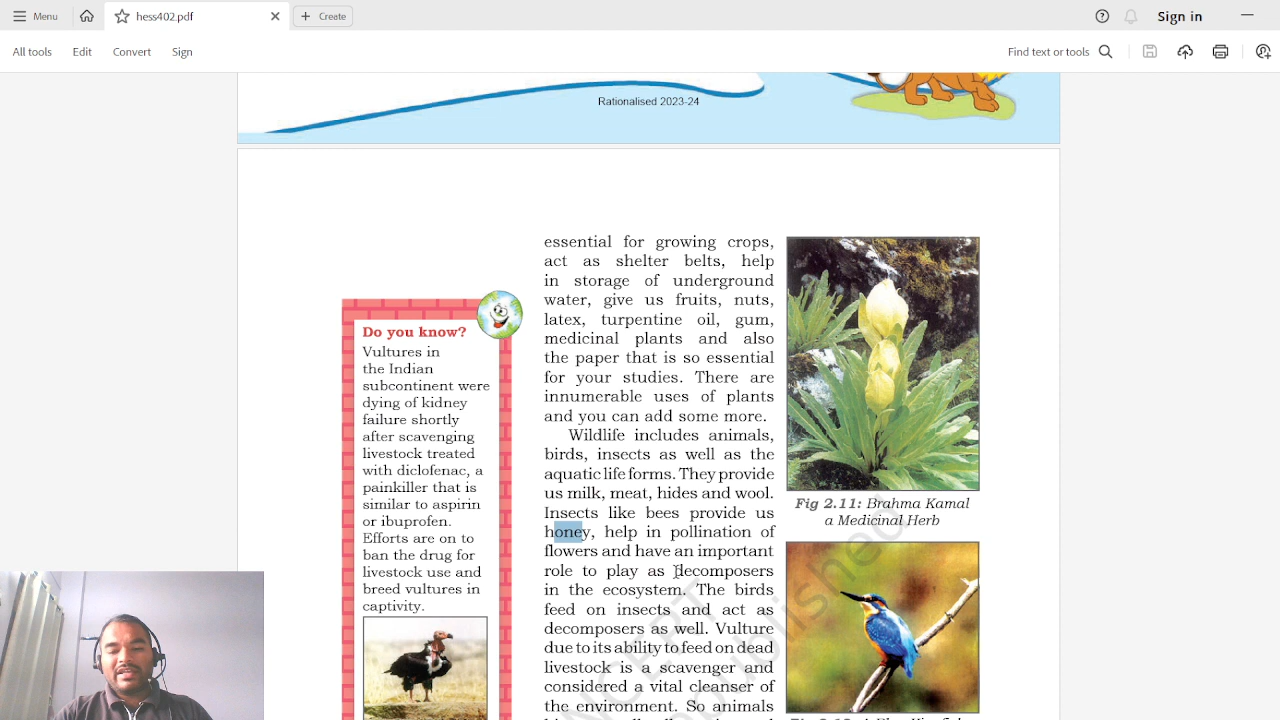 Menu
hess402.pdf
Create
Sign in
All tools
Edit
Convert
Sign
Find text or tools
Rationalised 2023-24
Do you know?
Vultures in
the Indian
subcontinent were
dying of kidney
failure shortly
after scavenging
livestock treated
with diclofenac, a
painkiller that is
similar to aspirin
or ibuprofen.
Efforts are on to
ban the drug for
livestock use and
breed vultures in
captivity.
essential for growing crops,
act as shelter belts, help
in storage of underground
water, give us fruits, nuts,
latex, turpentine oil, gum,
medicinal plants and also
the paper that is so essential
for your studies. There are
innumerable uses of plants
and you can add some more.
Wildlife includes animals,
birds, insects as well as the
aquatic life forms. They provide
us milk, meat, hides and wool.
Insects like bees provide us
honey, help in pollination of
flowers and have an important
role to play as decomposers
in the ecosystem. The birds
feed on insects and act as
decomposers as well. Vulture
due to its ability to feed on dead
livestock is a scavenger and
considered a vital cleanser of
the environment. So animals
Fig 2.11: Brahma Kamal
a Medicinal Herb